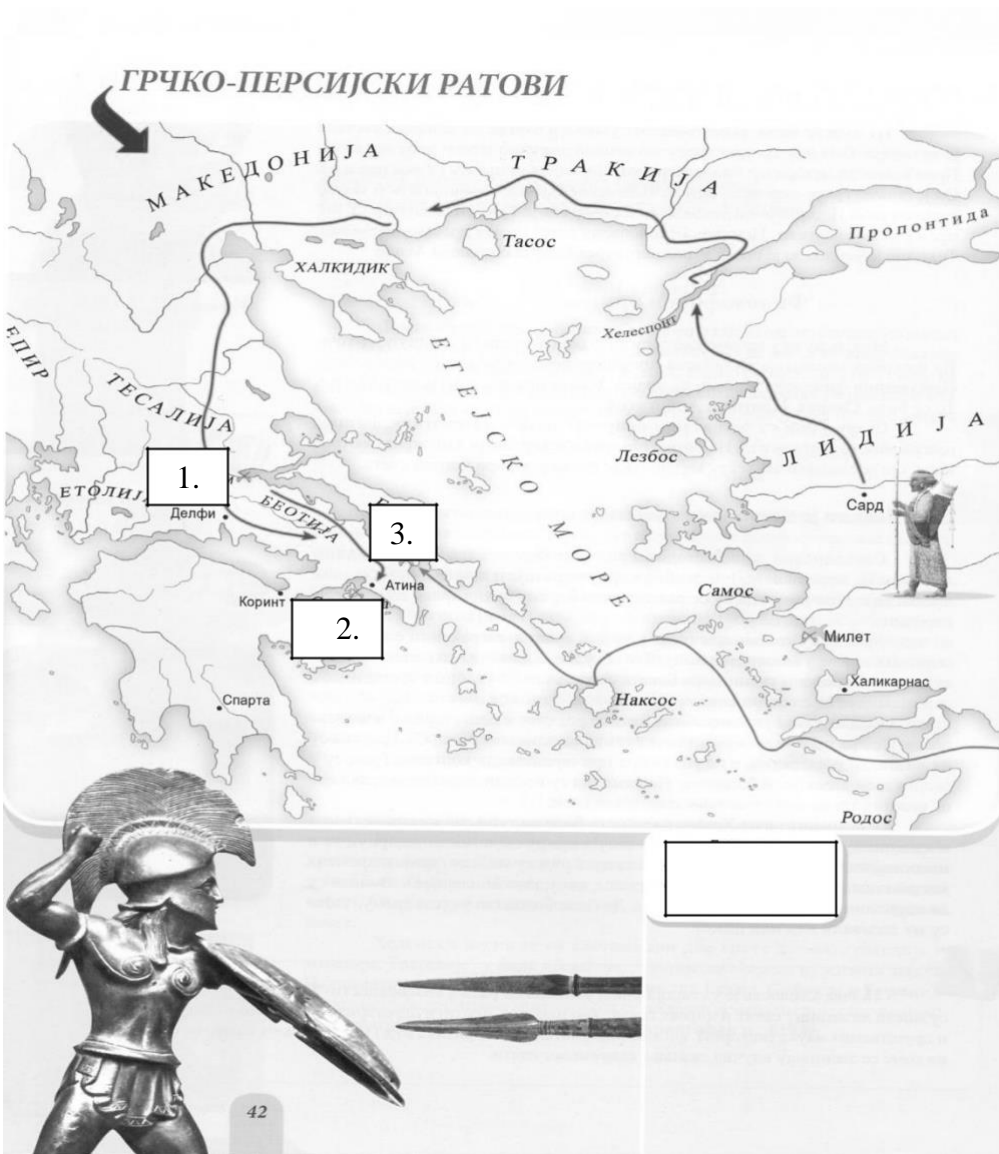 ГРЧКО-ПЕРСИЈСКИ РАТОВИ
МАКЕДОНИЈА
ТРАКИЈА
Пропонтида
Тасос
ХАЛКИДИК
Хелеспонт
ЕПИР
ЕГЕЈСКО МОРЕ
ТЕСАЛИЈА
ЛИДИЈА
Лезбос
1.
ЕТОЛИЈА
Сард
Делфи
БЕОТИЈА
3.
Атина
Коринт
Самос
2.
Милет
Халикарнас
Спарта
Наксос
Родос
42